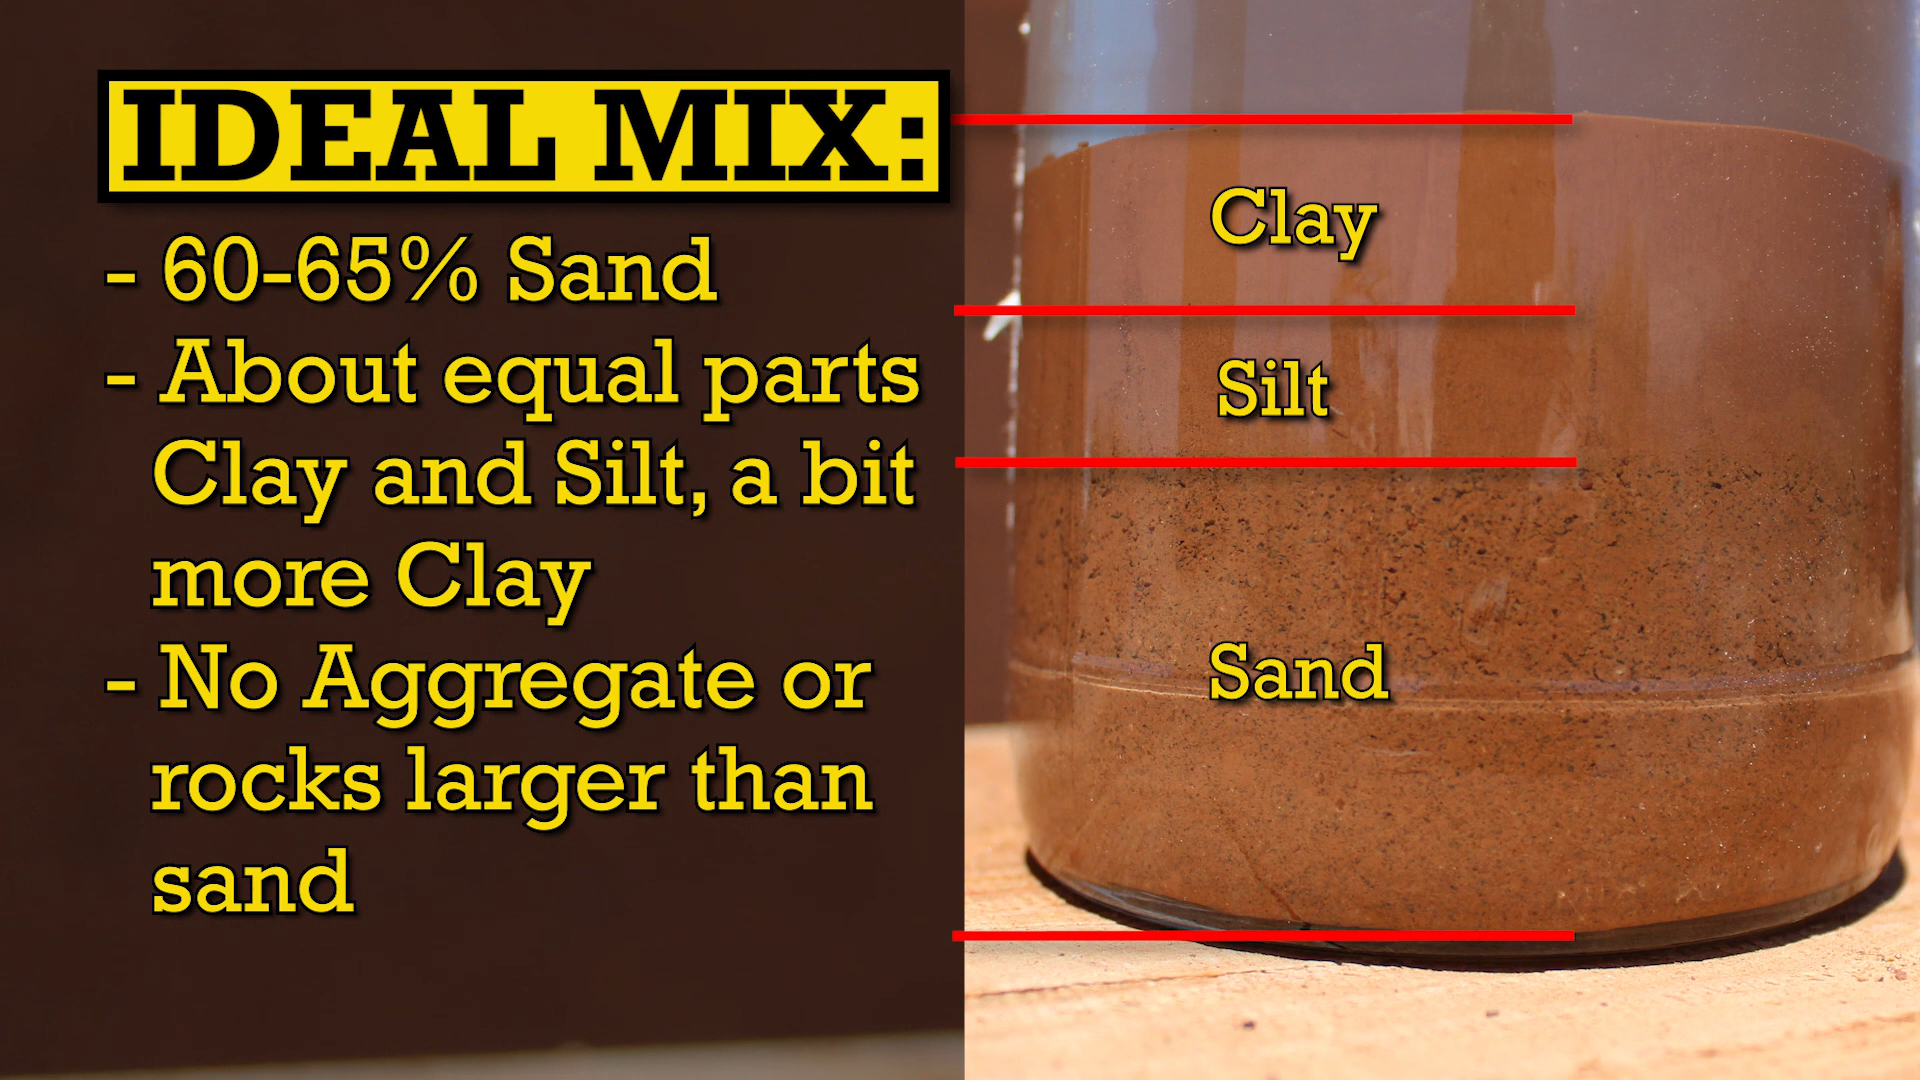 IDEAL MIX:
- 60-65% Sand
- About equal parts
Clay and Silt, a bit
more Clay
- No Aggregate or
rocks larger than
sand
Clay
Silt
Sand